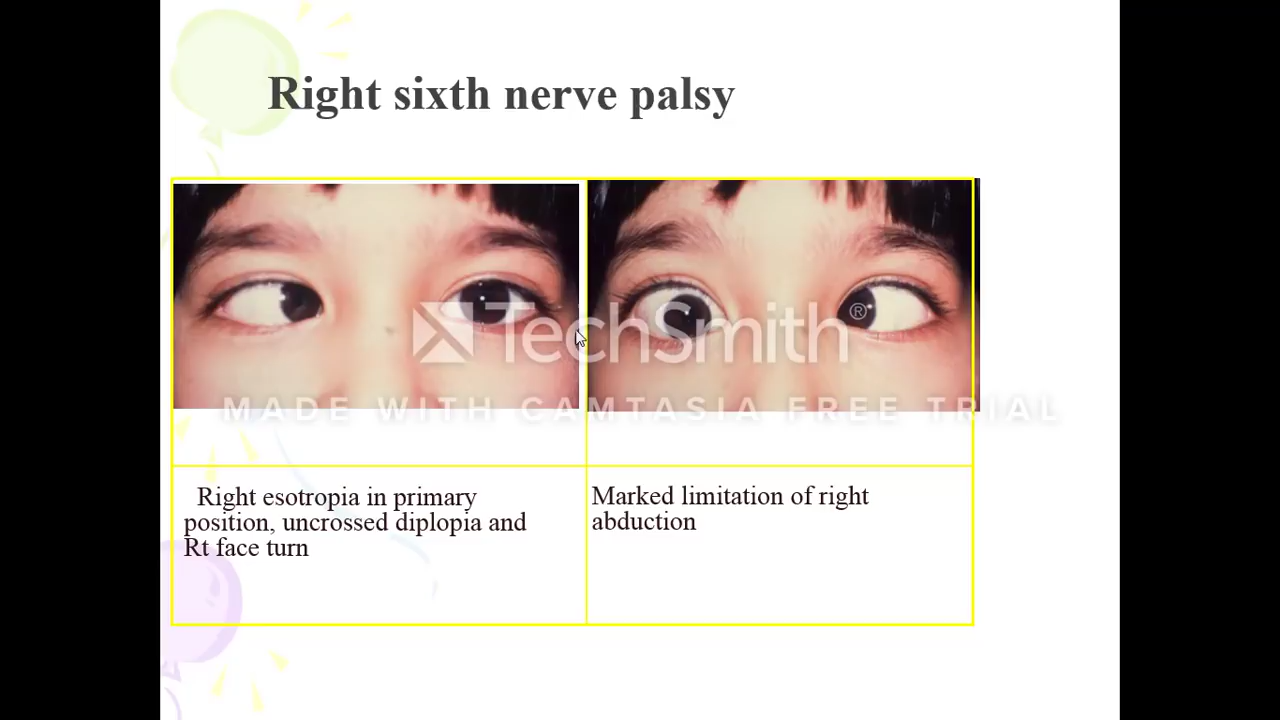 Right sixth nerve palsy
TechSmith®
MADE WITH CAMTASIA FREE TRIAL
Right esotropia in primary
position, uncrossed diplopia and
Rt face turn
Marked limitation of right
abduction